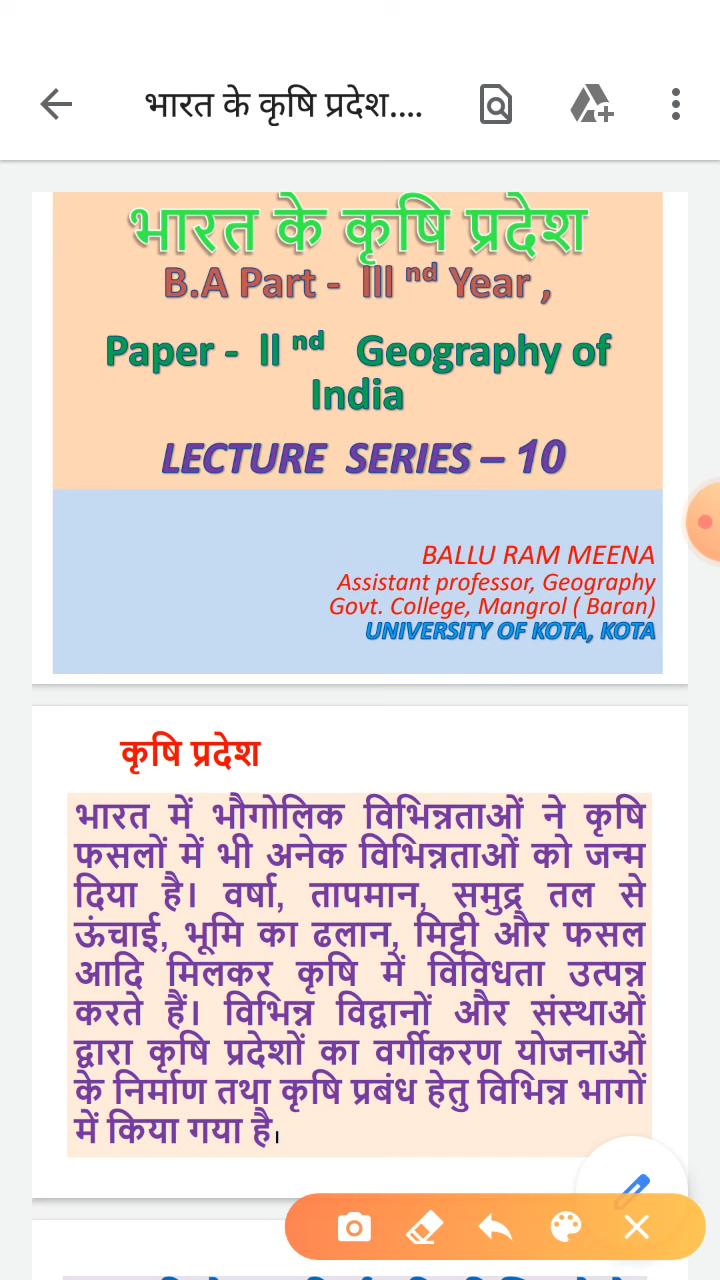 भारत के कृषि प्रदेश....
भारत के कृषि प्रदेश
B.A Part - III nd Year ,
Paper - II nd Geography of
India
LECTURE SERIES – 10
BALLU RAM MEENA
Assistant professor, Geography
Govt. College, Mangrol ( Baran)
UNIVERSITY OF KOTA, KOTA
कृषि प्रदेश
भारत में भौगोलिक विभिन्नताओं ने कृषि
फसलों में भी अनेक विभिन्नताओं को जन्म
दिया है। वर्षा, तापमान, समुद्र तल से
ऊंचाई, भूमि का ढलान, मिट्टी और फसल
आदि मिलकर कृषि में विविधता उत्पन्न
करते हैं। विभिन्न विद्वानों और संस्थाओं
द्वारा कृषि प्रदेशों का वर्गीकरण योजनाओं
के निर्माण तथा कृषि प्रबंध हेतु विभिन्न भागों
में किया गया है।